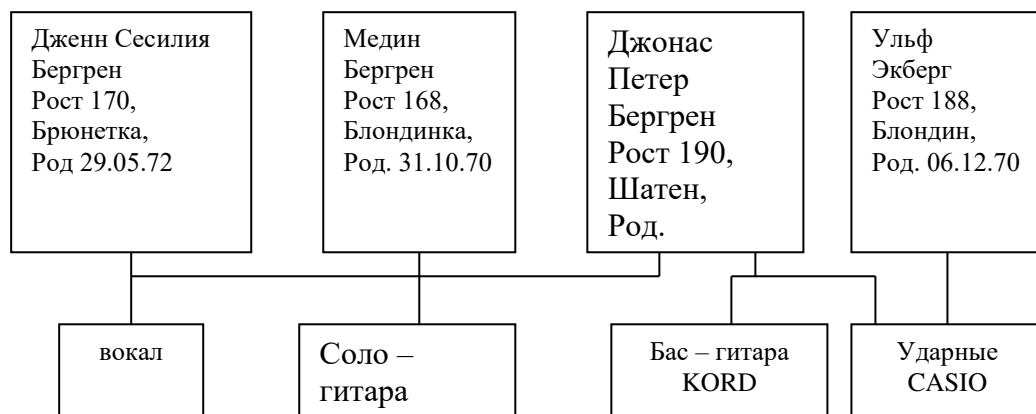 Дженн Сесилия
Бергрен
Рост 170,
Брюнетка,
Род 29.05.72
Медин
Бергрен
Рост 168,
Блондинка,
Род. 31.10.70
Джонас
Петер
Бергрен
Рост 190,
Шатен,
Род.
Ульф
Экберг
Рост 188,
Блондин,
Род. 06.12.70
вокал
Соло –
гитара
Бас – гитара
KORD
Ударные
CASIO